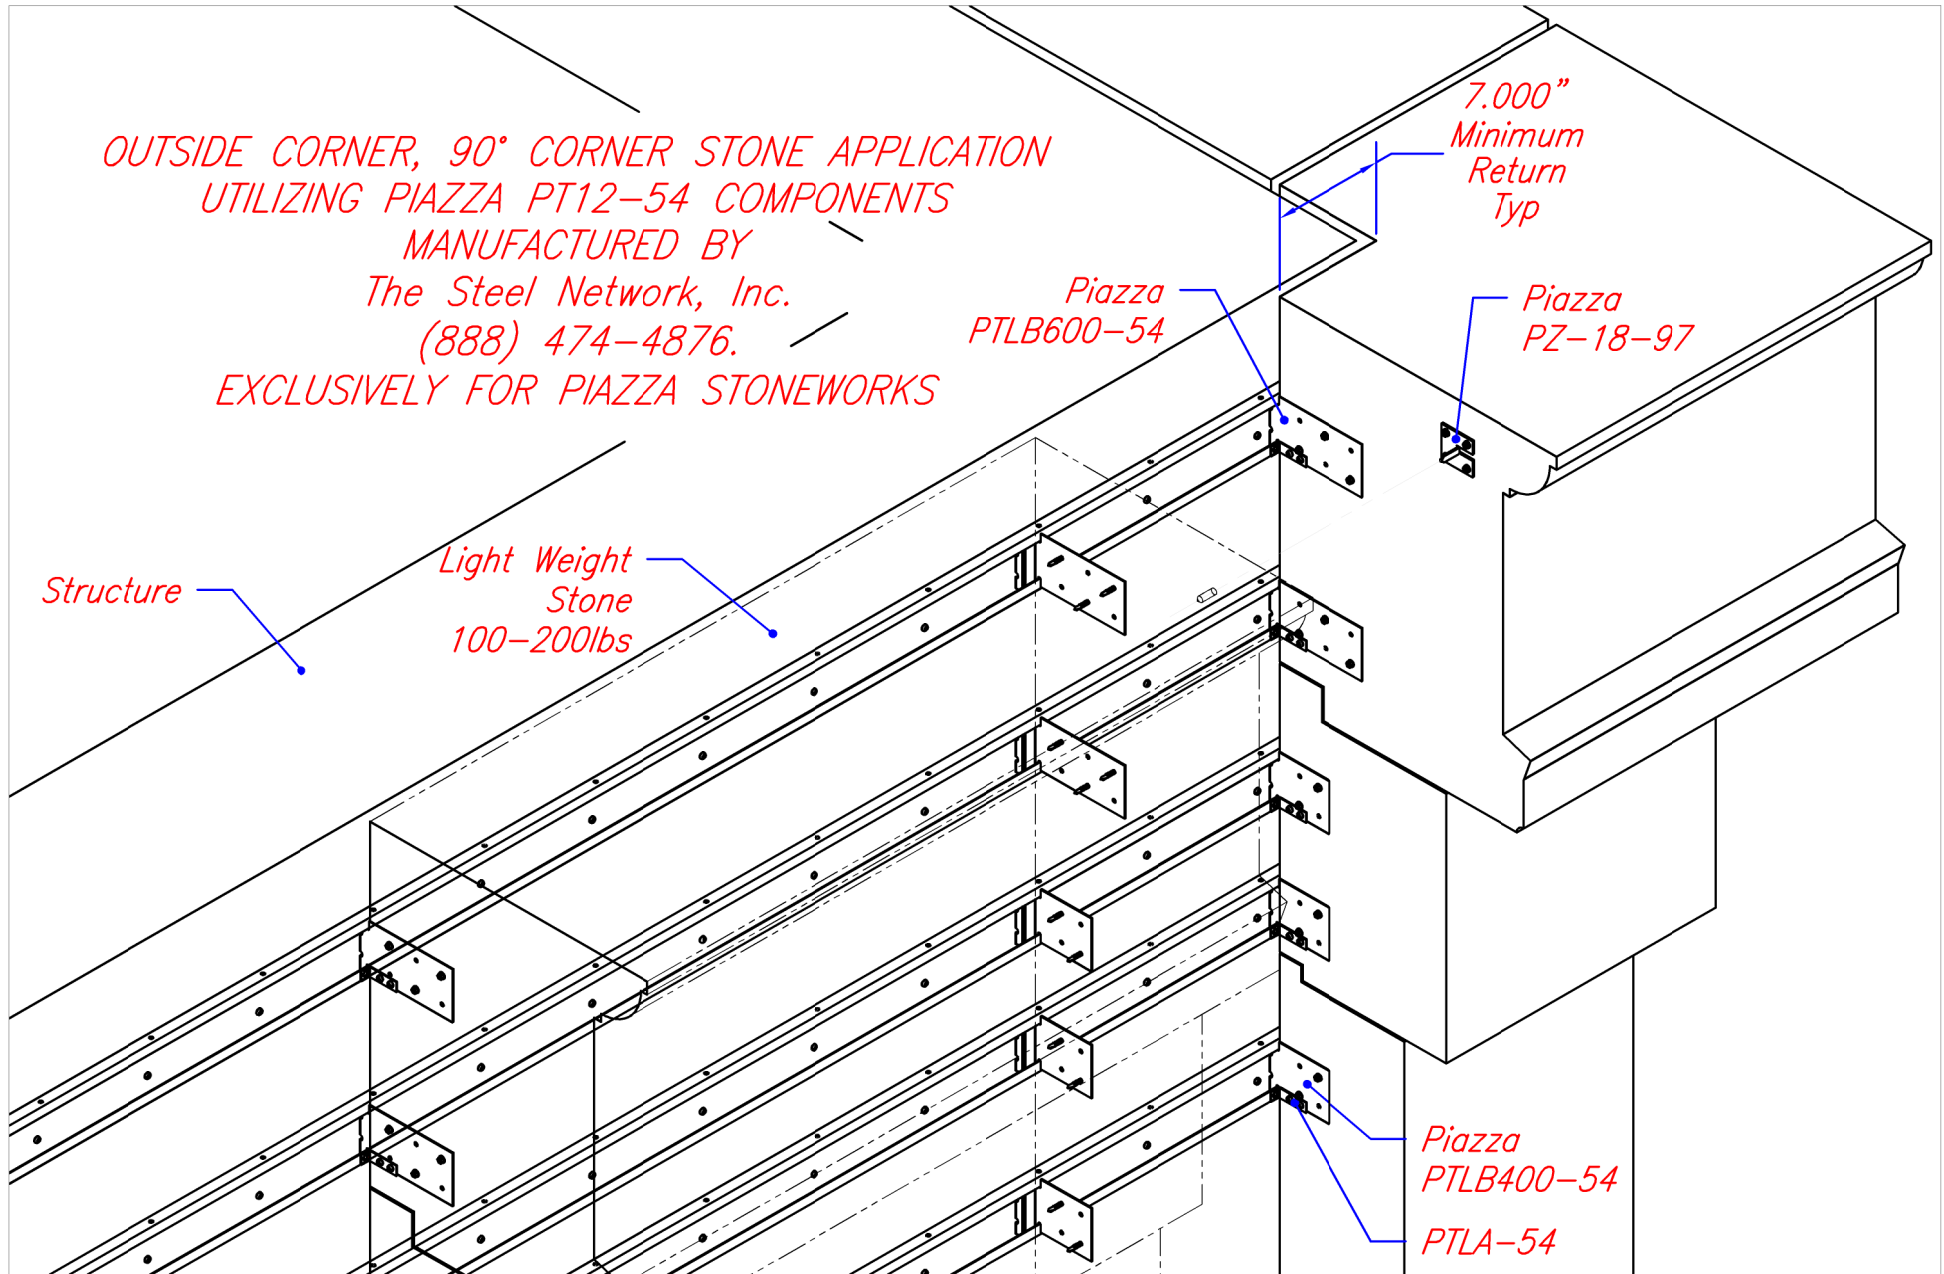 OUTSIDE CORNER, 90° CORNER STONE APPLICATION
UTILIZING PIAZZA PT12-54 COMPONENTS
MANUFACTURED BY
The Steel Network, Inc.
(888) 474-4876.
EXCLUSIVELY FOR PIAZZA STONEWORKS
7.000"
Minimum
Return
Typ
Piazza
PTLB600-54
Piazza
PZ-18-97
Structure
Light Weight
Stone
100-200lbs
Piazza
PTLB400-54
PTLA-54